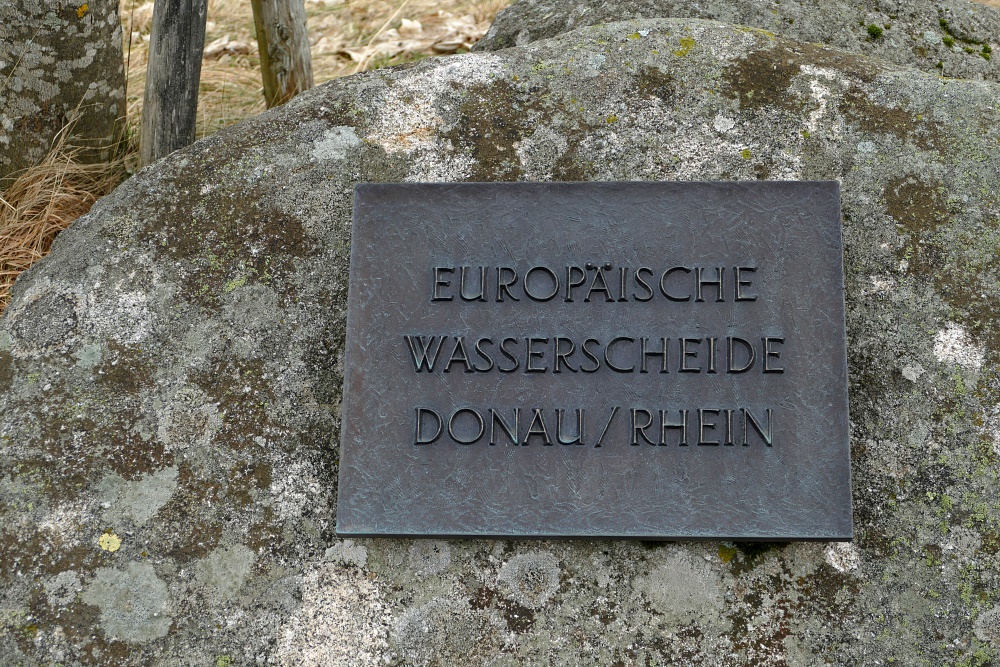 EUROPÄISCHE
WASSERSCHEIDE
DONAU / RHEIN